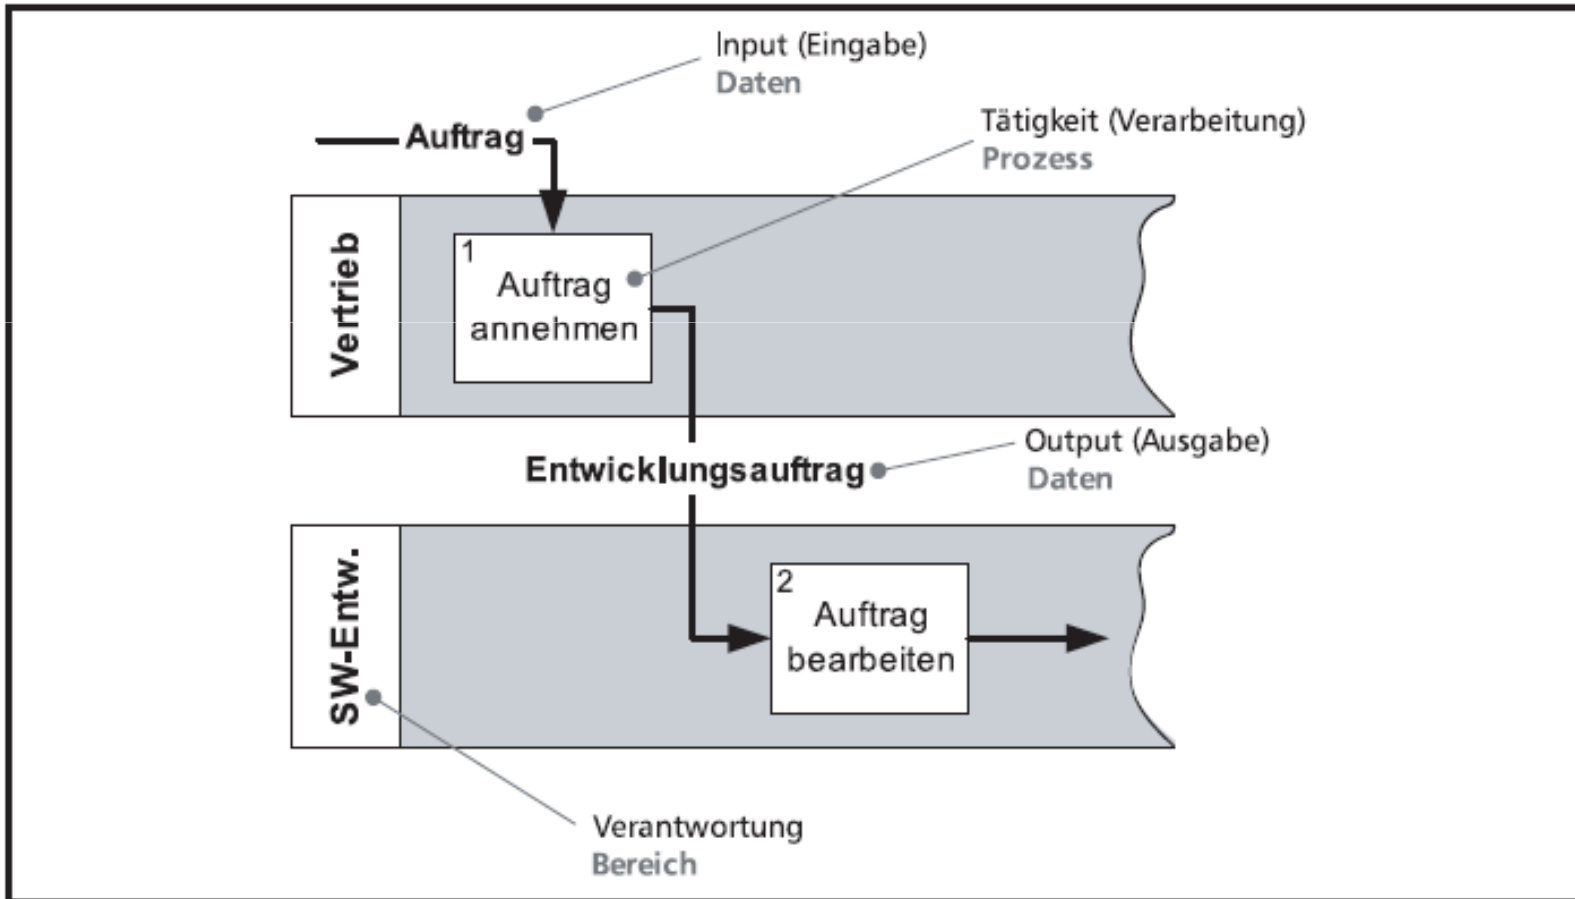 Input (Eingabe)
Daten
Auftrag
Tätigkeit (Verarbeitung)
Prozess
Vertrieb
1
Auftrag
annehmen
Output (Ausgabe)
Daten
Entwicklungsauftrag
SW-Entw.
2
Auftrag
bearbeiten
Verantwortung
Bereich